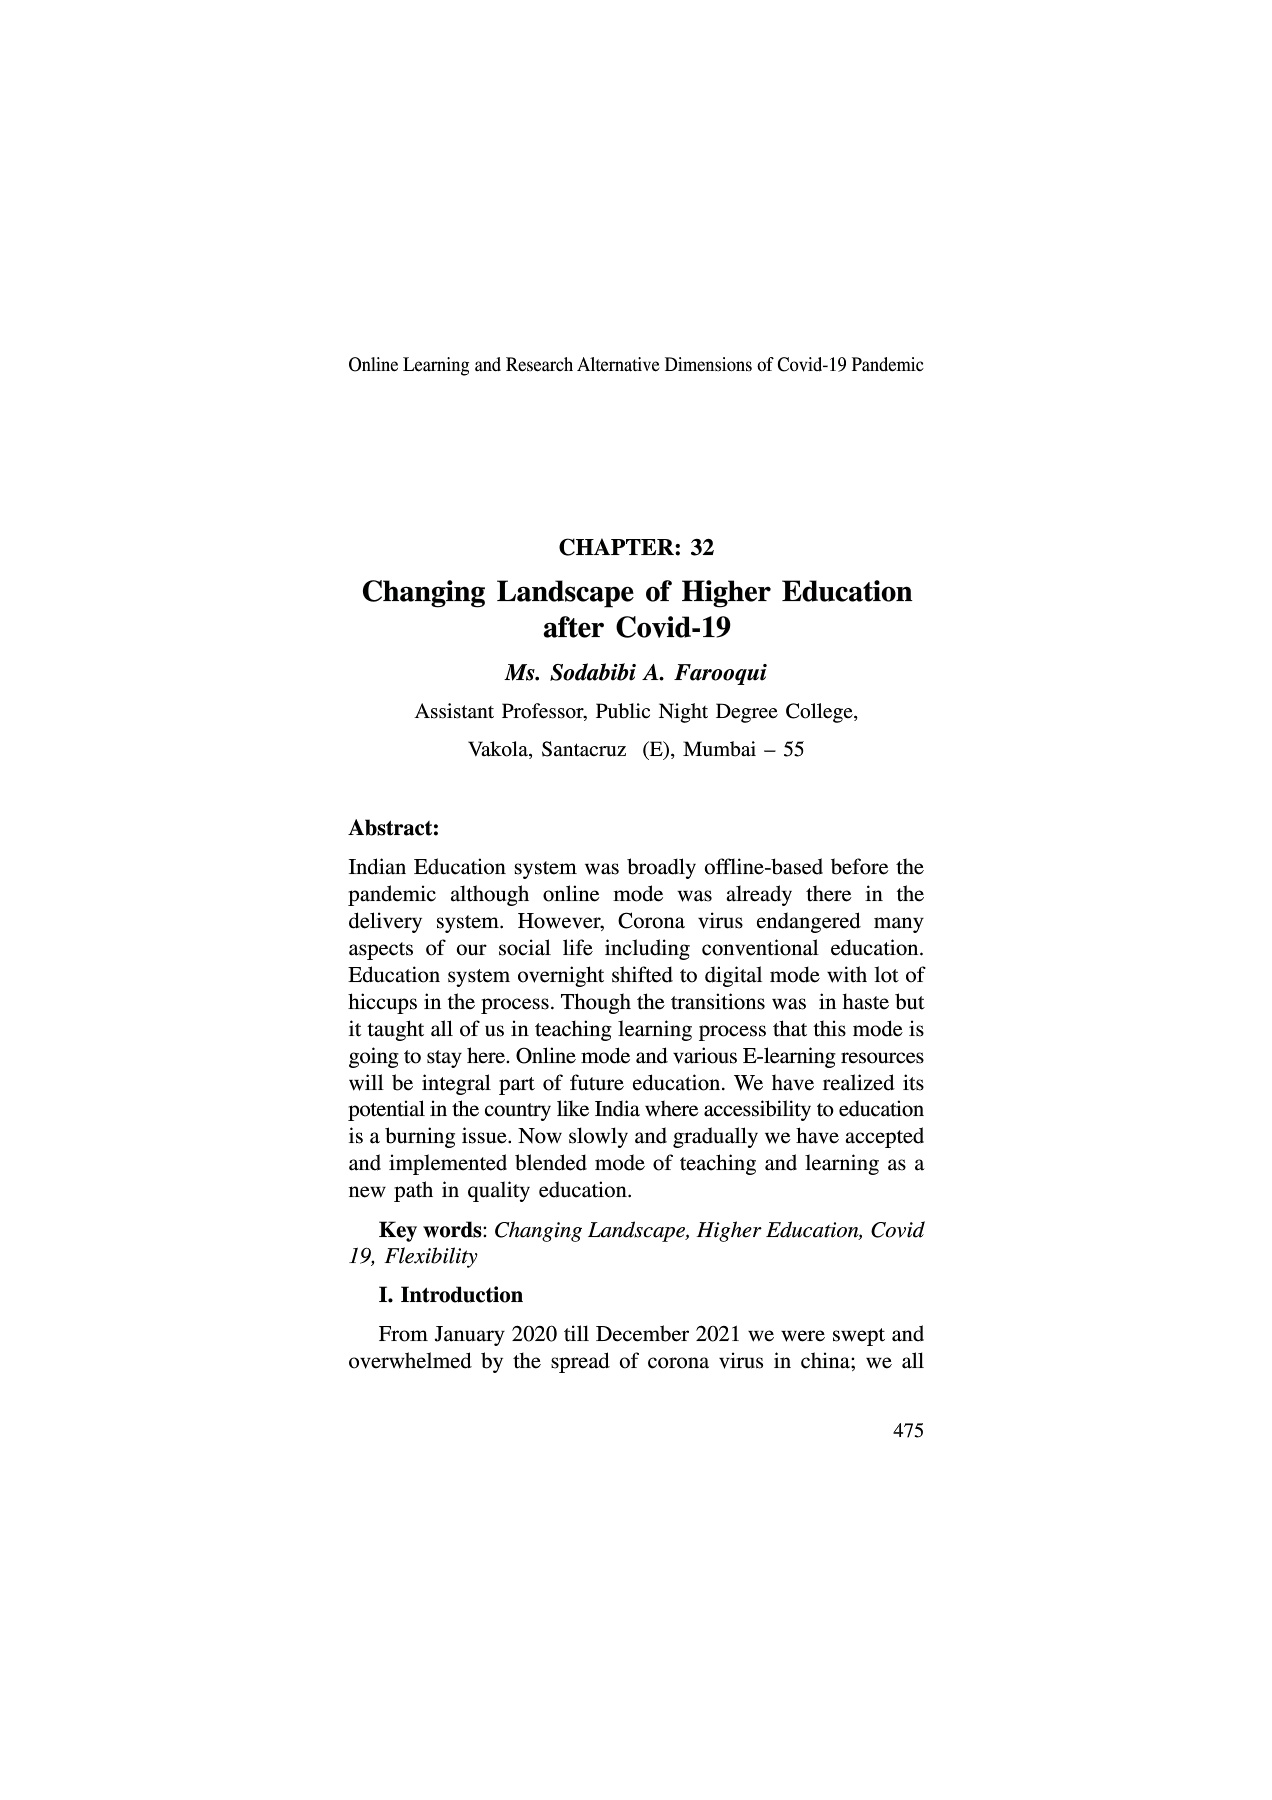 Online Learning and Research Alternative Dimensions of Covid-19 Pandemic
CHAPTER: 32
Changing Landscape of Higher Education
after Covid-19
Ms. Sodabibi A. Farooqui
Assistant Professor, Public Night Degree College,
Vakola, Santacruz (E), Mumbai – 55
Abstract:
Indian Education system was broadly offline-based before the
pandemic although online mode was already there in the
delivery system. However, Corona virus endangered many
aspects of our social life including conventional education.
Education system overnight shifted to digital mode with lot of
hiccups in the process. Though the transitions was in haste but
it taught all of us in teaching learning process that this mode is
going to stay here. Online mode and various E-learning resources
will be integral part of future education. We have realized its
potential in the country like India where accessibility to education
is a burning issue. Now slowly and gradually we have accepted
and implemented blended mode of teaching and learning as a
new path in quality education.
Key words: Changing Landscape, Higher Education, Covid
19, Flexibility
I. Introduction
From January 2020 till December 2021 we were swept and
overwhelmed by the spread of corona virus in china; we all
475